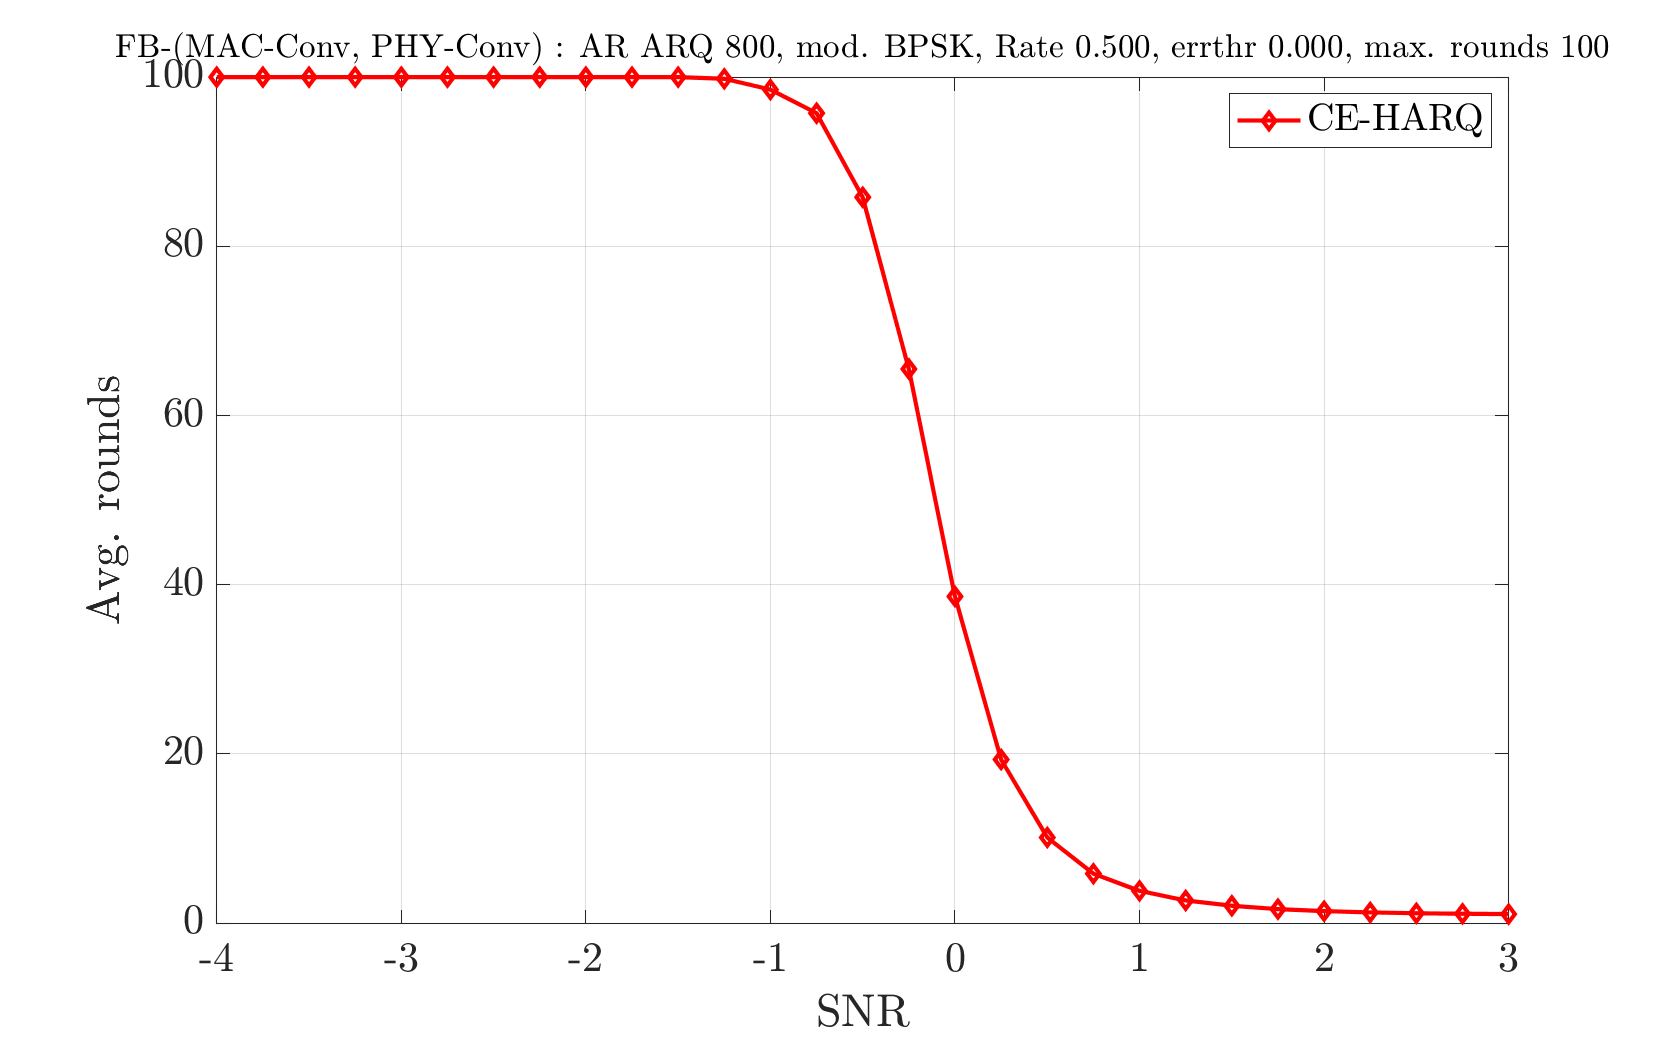 FB-(MAC-Conv, PHY-Conv) : AR ARQ 800, mod. BPSK, Rate 0.500, errthr 0.000, max. rounds 100
CE-HARQ
Avg. rounds
100
80
60
40
20
0
-4 -3 -2 -1 0 1 2 3
SNR